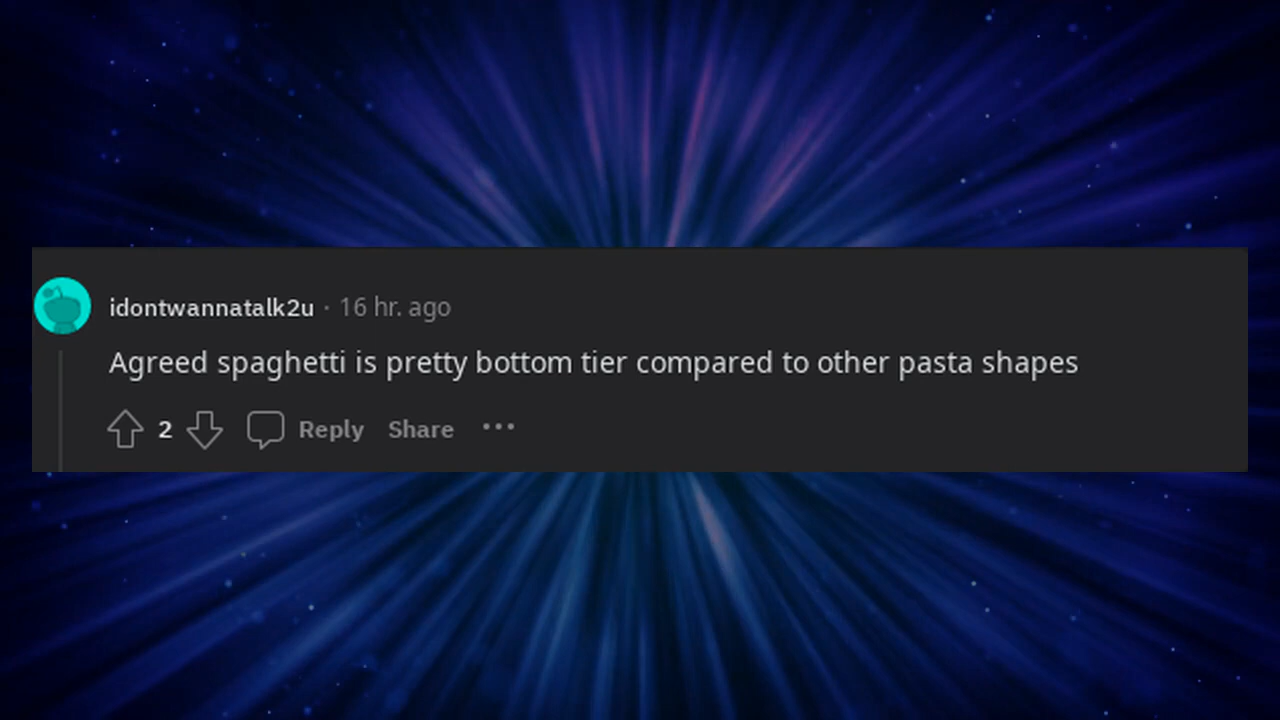 idontwannatalk2u · 16 hr. ago
Agreed spaghetti is pretty bottom tier compared to other pasta shapes
2 Reply Share